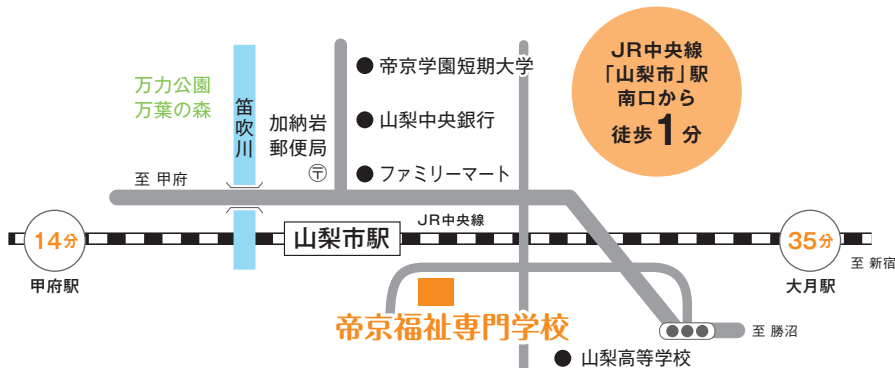 JR中央線
「山梨市」駅
南口から
徒歩1分
帝京学園短期大学
万力公園
万葉の森
笛吹川
加納岩
郵便局
〒
山梨中央銀行
ファミリーマート
至 甲府
JR中央線
14分
甲府駅
山梨市駅
35分
大月駅
至 新宿
帝京福祉専門学校
至 勝沼
山梨高等学校